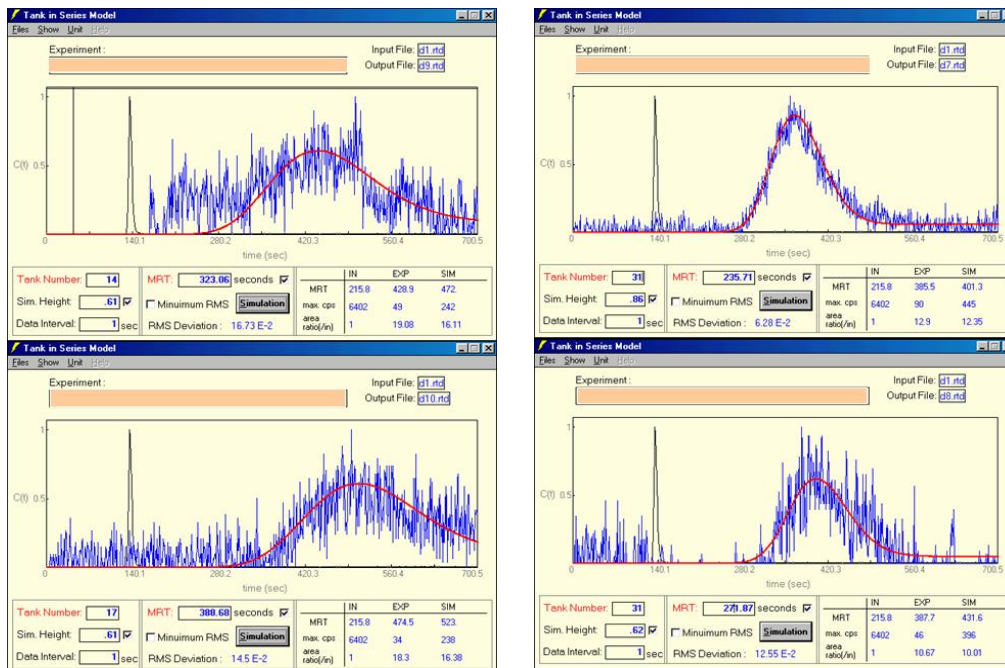 Tank in Series Model
Files Show Unit Help
Experiment :
Input File: d1.rtd
Output File: d9.rtd
1
C(t) 0.5
0 140.1 280.2 420.3 560.4 700.5
time (sec)
Tank Number: 14 MRT: 323.06 seconds
Sim. Height: .61 Minuimum RMS Simulation
Data Interval: 1 sec RMS Deviation : 16.73 E-2
IN EXP SIM
MRT 215.8 428.9 472.
max. cps 6402 49 242
area
ratio(/in) 1 19.08 16.11
Tank in Series Model
Files Show Unit Help
Experiment :
Input File: d1.rtd
Output File: d7.rtd
1
C(t) 0.5
0 140.1 280.2 420.3 560.4 700.5
time (sec)
Tank Number: 31 MRT: 235.71 seconds
Sim. Height: .86 Minuimum RMS Simulation
Data Interval: 1 sec RMS Deviation : 6.28 E-2
IN EXP SIM
MRT 215.8 385.5 401.3
max. cps 6402 90 445
area
ratio(/in) 1 12.9 12.35
Tank in Series Model
Files Show Unit Help
Experiment :
Input File: d1.rtd
Output File: d10.rtd
1
C(t) 0.5
0 140.1 280.2 420.3 560.4 700.5
time (sec)
Tank Number: 17 MRT: 388.68 seconds
Sim. Height: .61 Minuimum RMS Simulation
Data Interval: 1 sec RMS Deviation : 14.5 E-2
IN EXP SIM
MRT 215.8 474.5 523.
max. cps 6402 34 238
area
ratio(/in) 1 18.3 16.38
Tank in Series Model
Files Show Unit Help
Experiment :
Input File: d1.rtd
Output File: d8.rtd
1
C(t) 0.5
0 140.1 280.2 420.3 560.4 700.5
time (sec)
Tank Number: 31 MRT: 271.87 seconds
Sim. Height: .62 Minuimum RMS Simulation
Data Interval: 1 sec RMS Deviation : 12.55 E-2
IN EXP SIM
MRT 215.8 387.7 431.6
max. cps 6402 46 396
area
ratio(/in) 1 10.67 10.01